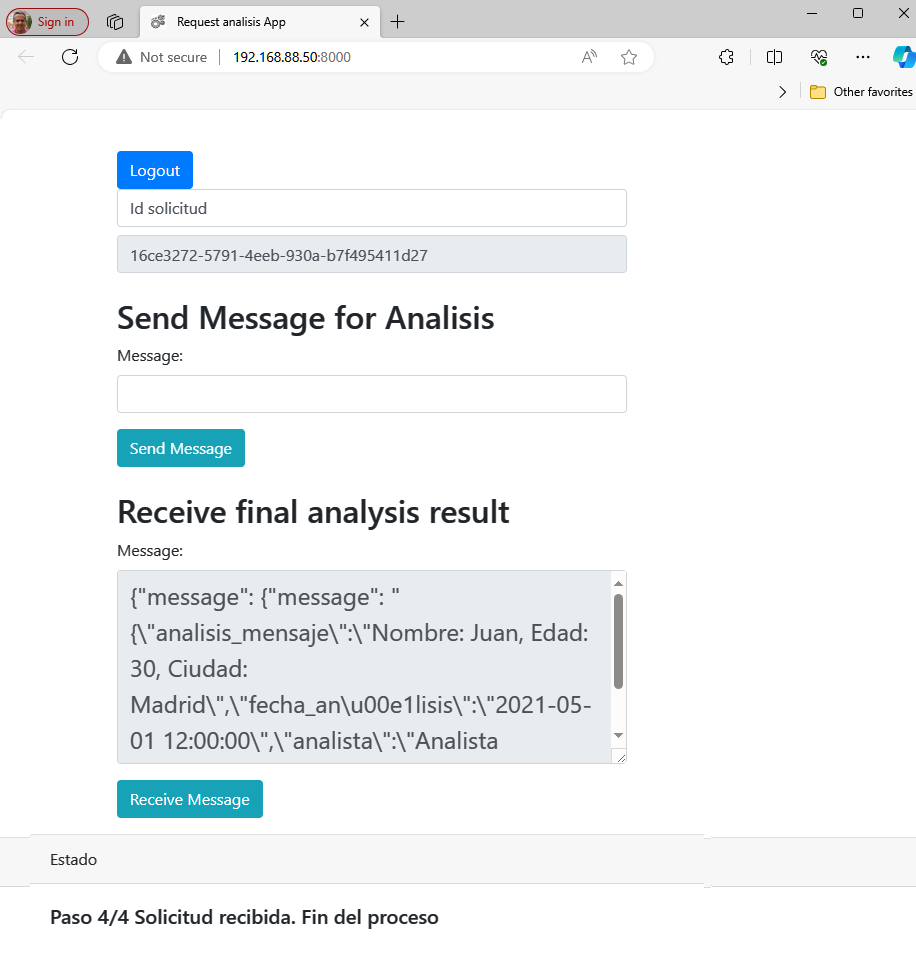 Sign in
Request analisis App
Not secure
192.168.88.50:8000
Other favorites
Logout
Id solicitud
16ce3272-5791-4eeb-930a-b7f495411d27
Send Message for Analisis
Message:
Send Message
Receive final analysis result
Message:
{"message": {"message": "
{\"analisis_mensaje\":\"Nombre: Juan, Edad:
30, Ciudad:
Madrid\",\"fecha_an\u00e1lisis\":\"2021-05-
01 12:00:00\",\"analista\":\"Analista
Receive Message
Estado
Paso 4/4 Solicitud recibida. Fin del proceso